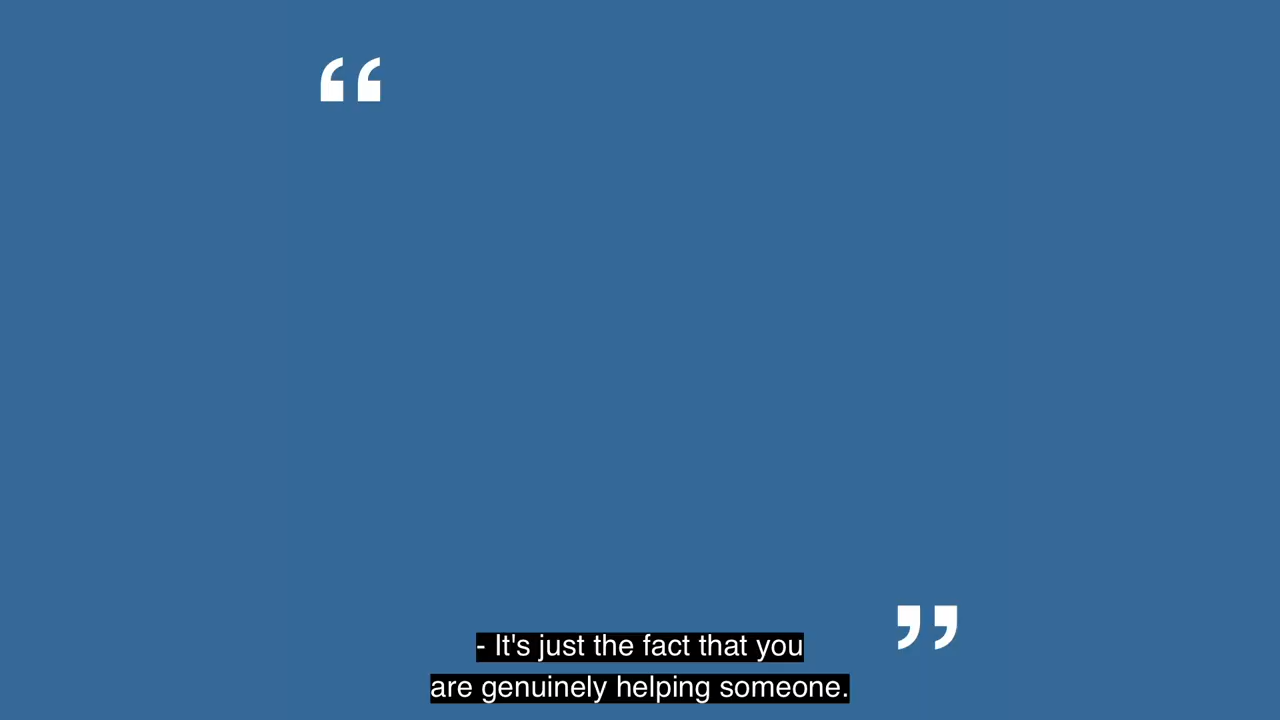 “
”
- It's just the fact that you
are genuinely helping someone.